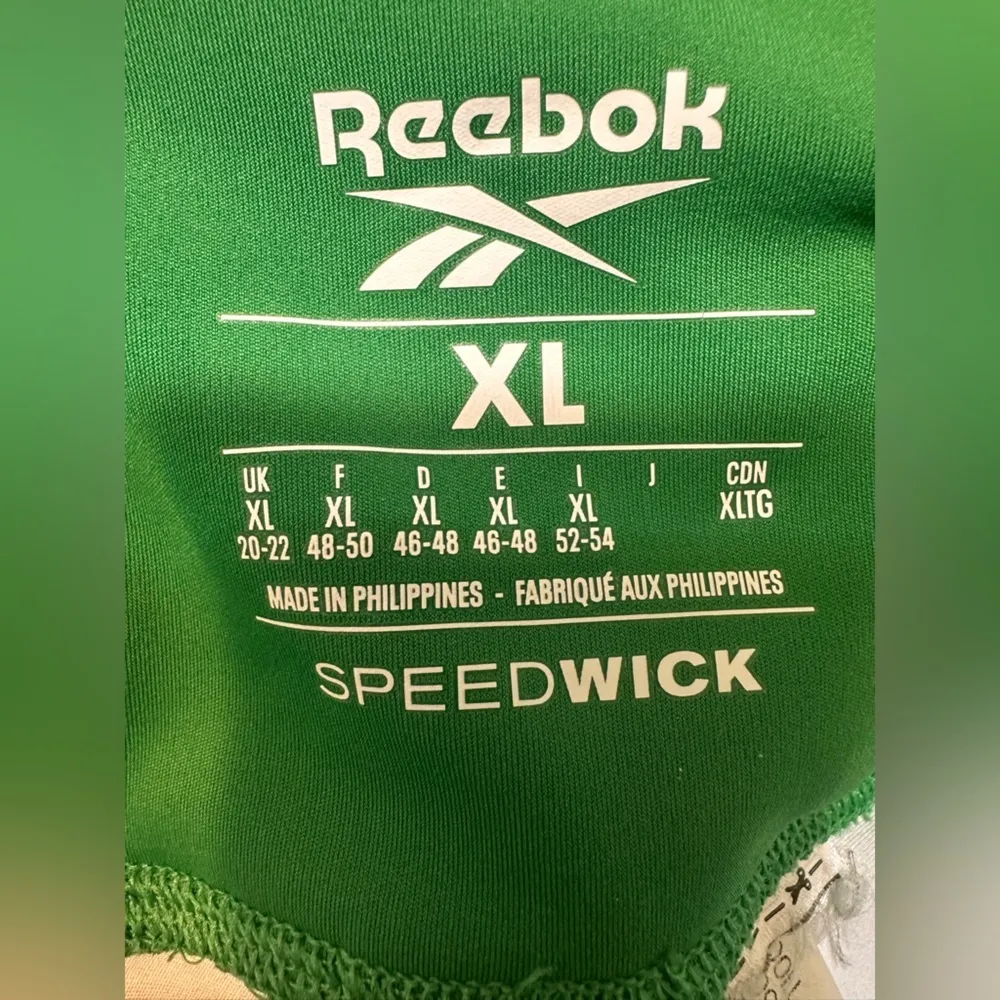 Reebok
XL
UK F D E I J CDN
XL XL XL XL XL XLTG
20-22 48-50 46-48 46-48 52-54
MADE IN PHILIPPINES - FABRIQUÉ AUX PHILIPPINES
SPEEDWICK